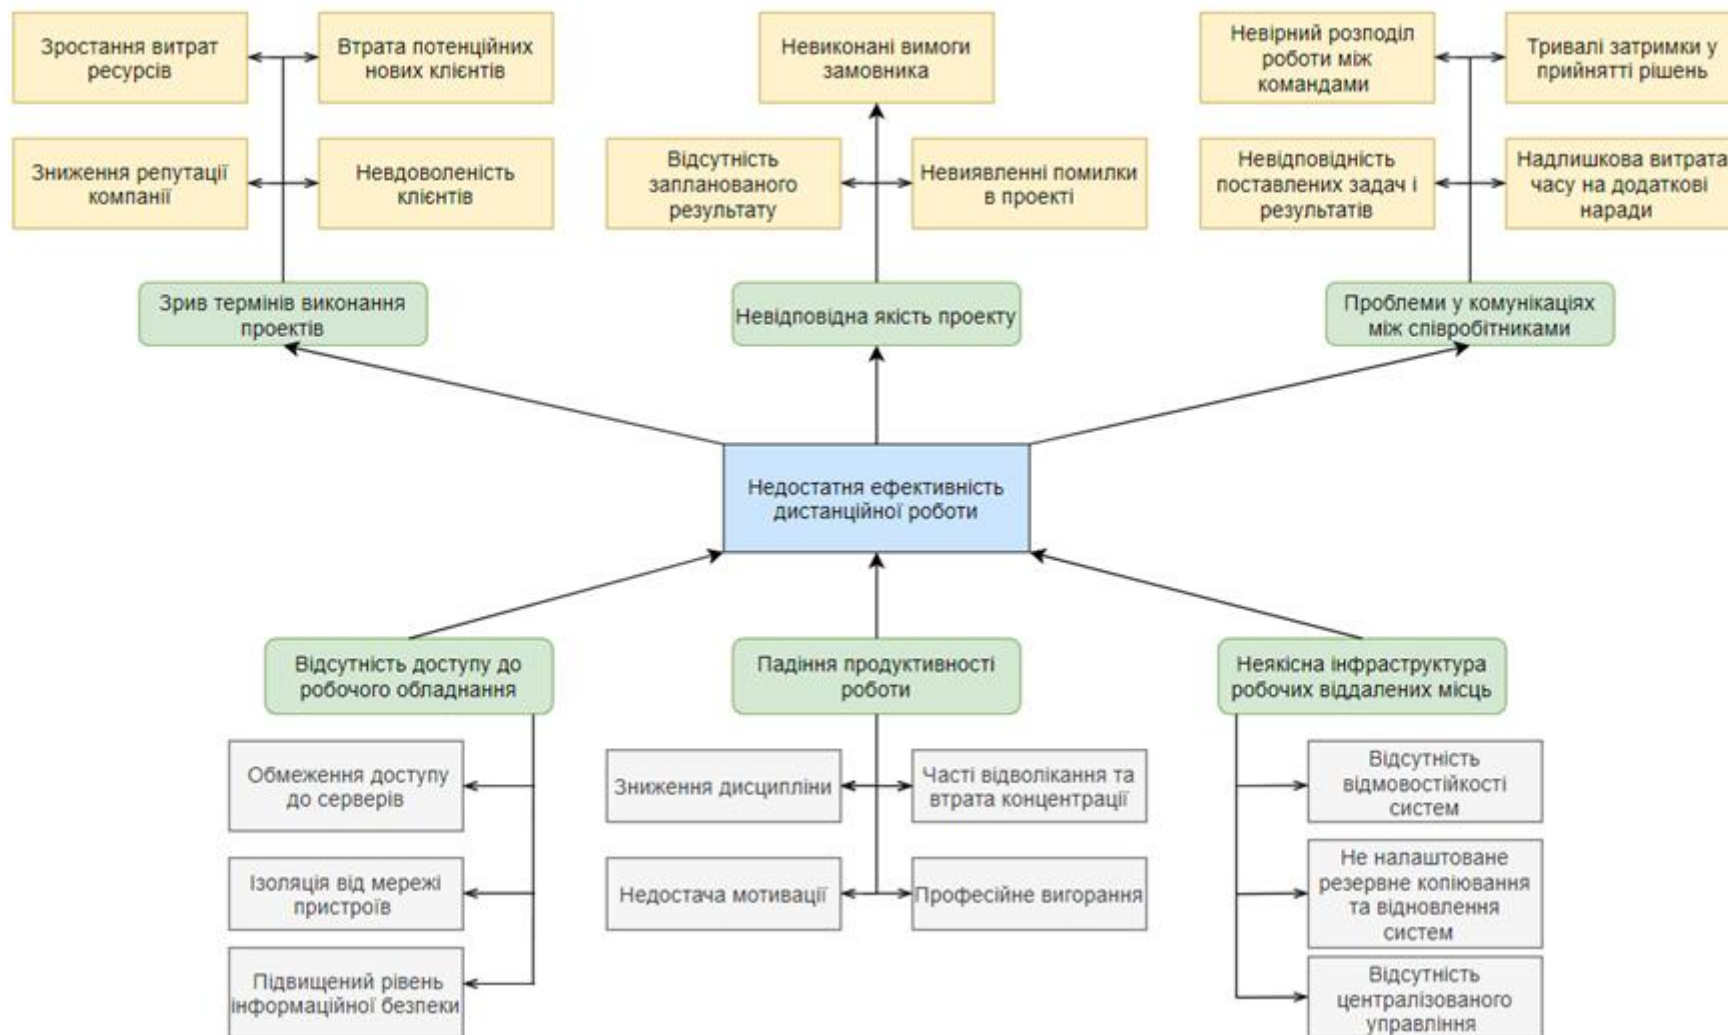 Зростання витрат
ресурсів
Втрата потенційних
нових клієнтів
Невиконані вимоги
замовника
Невірний розподіл
роботи між
командами
Тривалі затримки у
прийнятті рішень
Зниження репутації
компанії
Невдоволеність
клієнтів
Відсутність
запланованого
результату
Невиявленні помилки
в проекті
Невідповідність
поставлених задач і
результатів
Надлишкова витрата
часу на додаткові
наради
Зрив термінів виконання
проектів
Невідповідна якість проекту
Проблеми у комунікаціях
між співробітниками
Недостатня ефективність
дистанційної роботи
Відсутність доступу до
робочого обладнання
Падіння продуктивності
роботи
Неякісна інфраструктура
робочих віддалених місць
Обмеження доступу
до серверів
Зниження дисципліни
Часті відволікання та
втрата концентрації
Відсутність
відмовостійкості
систем
Ізоляція від мережі
пристроїв
Недостача мотивації
Професійне вигорання
Не налаштоване
резервне копіювання
та відновлення
систем
Підвищений рівень
інформаційної безпеки
Відсутність
централізованого
управління